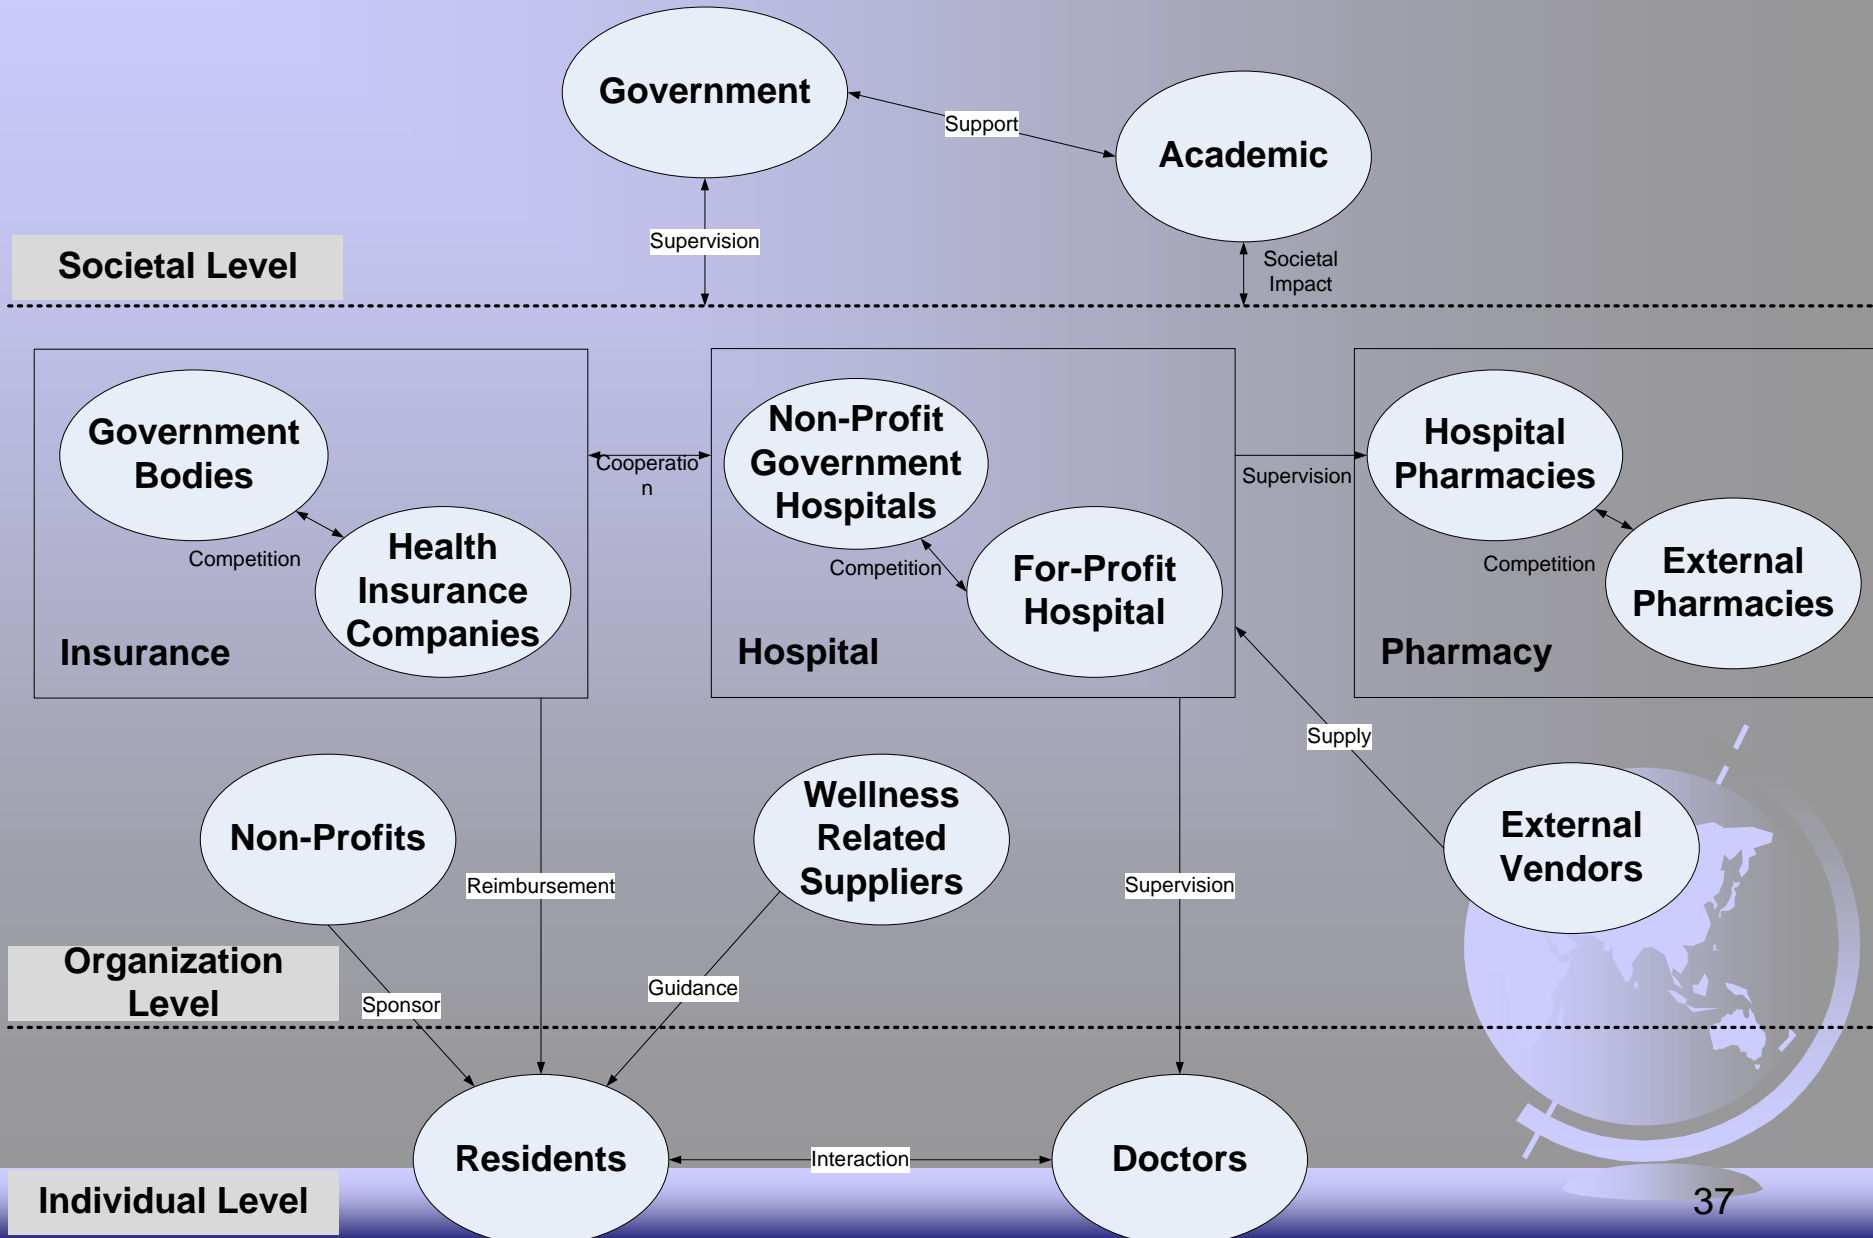 Government
Support
Academic
Supervision
Societal
Impact
Societal Level
Government
Bodies
Competition
Health
Insurance
Companies
Insurance
Cooperatio
n
Non-Profit
Government
Hospitals
Competition
For-Profit
Hospital
Hospital
Supervision
Hospital
Pharmacies
Competition
External
Pharmacies
Pharmacy
Supply
Non-Profits
Reimbursement
Wellness
Related
Suppliers
Supervision
External
Vendors
Organization
Level
Sponsor
Guidance
Residents
Interaction
Doctors
Individual Level
37